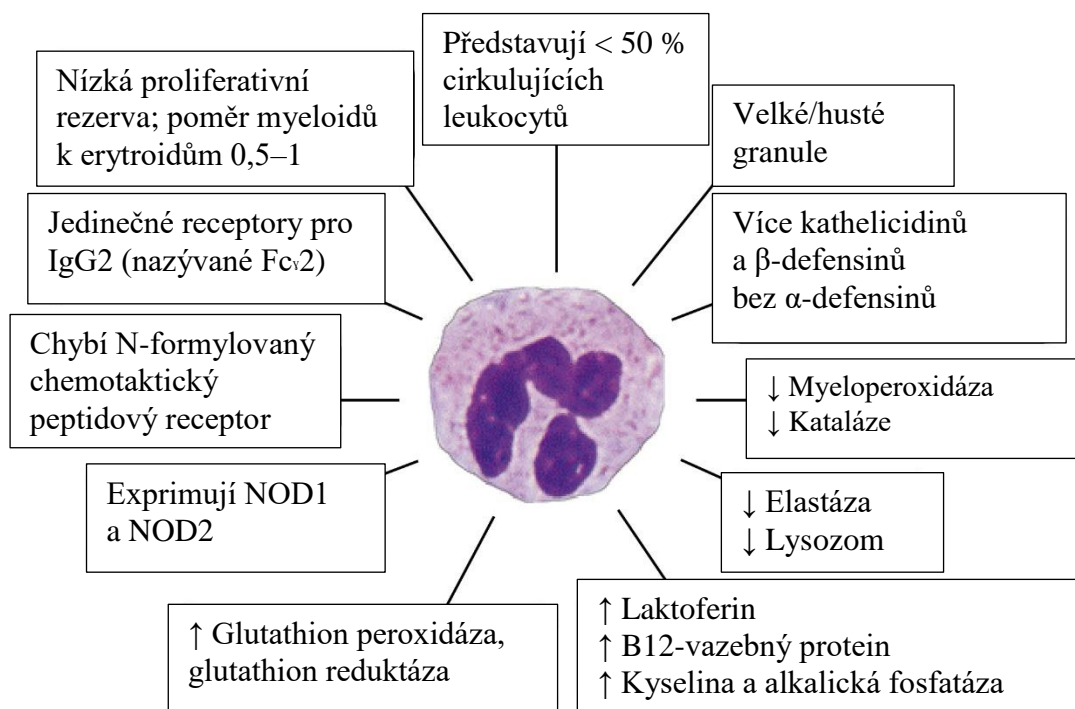 Představují < 50 %
cirkulujících
leukocytů
Nízká proliferativní
rezerva; poměr myeloidů
k erytroidům 0,5–1
Velké/husté
granule
Jedinečné receptory pro
IgG2 (nazývané Fcᵧ2)
Více kathelicidinů
a β-defensinů
bez α-defensinů
Chybí N-formylovaný
chemotaktický
peptidový receptor
↓ Myeloperoxidáza
↓ Kataláze
Exprimují NOD1
a NOD2
↓ Elastáza
↓ Lysozom
↑ Glutathion peroxidáza,
glutathion reduktáza
↑ Laktoferin
↑ B12-vazebný protein
↑ Kyselina a alkalická fosfatáza